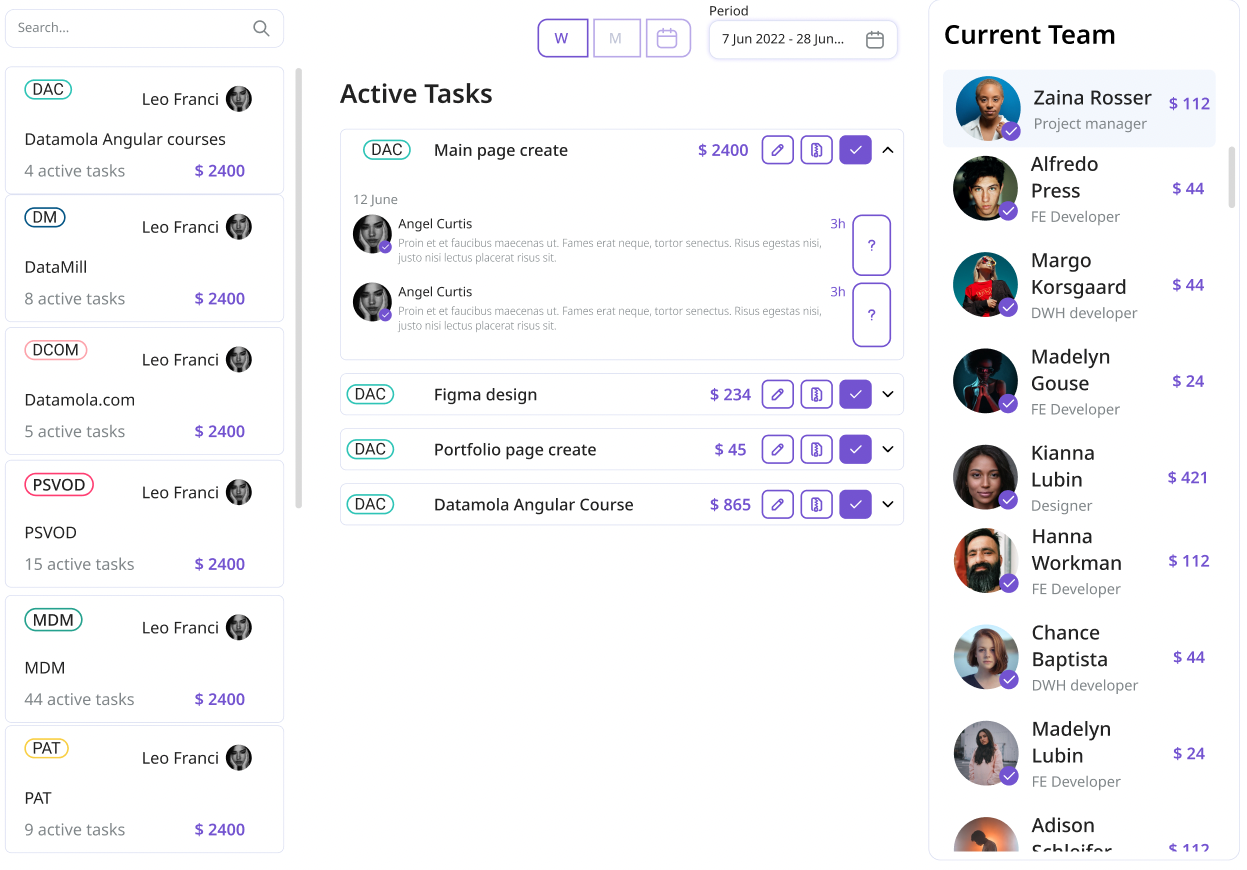 Search...
DAC
Leo Franci
Datamola Angular courses
4 active tasks
$ 2400
DM
Leo Franci
DataMill
8 active tasks
$ 2400
DCOM
Leo Franci
Datamola.com
5 active tasks
$ 2400
PSVOD
Leo Franci
PSVOD
15 active tasks
$ 2400
MDM
Leo Franci
MDM
44 active tasks
$ 2400
PAT
Leo Franci
PAT
9 active tasks
$ 2400
W
M
Period
7 Jun 2022 - 28 Jun...
Active Tasks
DAC
Main page create
$ 2400
12 June
Angel Curtis
3h
Proin et et faucibus maecenas ut. Fames erat neque, tortor senectus. Risus egestas nisi,
justo nisi lectus placerat risus sit.
?
Angel Curtis
3h
Proin et et faucibus maecenas ut. Fames erat neque, tortor senectus. Risus egestas nisi,
justo nisi lectus placerat risus sit.
?
DAC
Figma design
$ 234
DAC
Portfolio page create
$ 45
DAC
Datamola Angular Course
$ 865
Current Team
Zaina Rosser
Project manager
$ 112
Alfredo
Press
FE Developer
$ 44
Margo
Korsgaard
DWH developer
$ 44
Madelyn
Gouse
FE Developer
$ 24
Kianna
Lubin
Designer
$ 421
Hanna
Workman
FE Developer
$ 112
Chance
Baptista
DWH developer
$ 44
Madelyn
Lubin
FE Developer
$ 24
Adison
Schleifer
$ 112